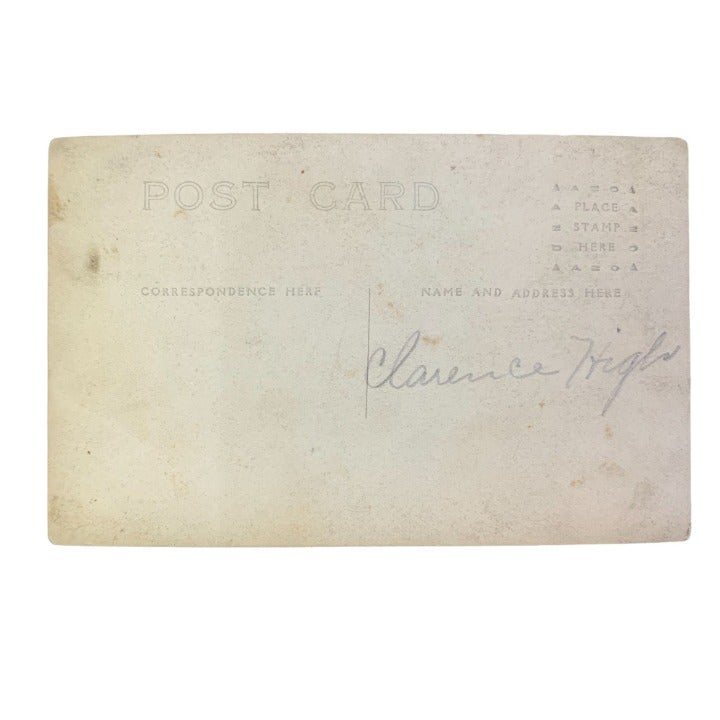 POST CARD
PLACE
STAMP
HERE
CORRESPONDENCE HERE
NAME AND ADDRESS HERE
Clarence High